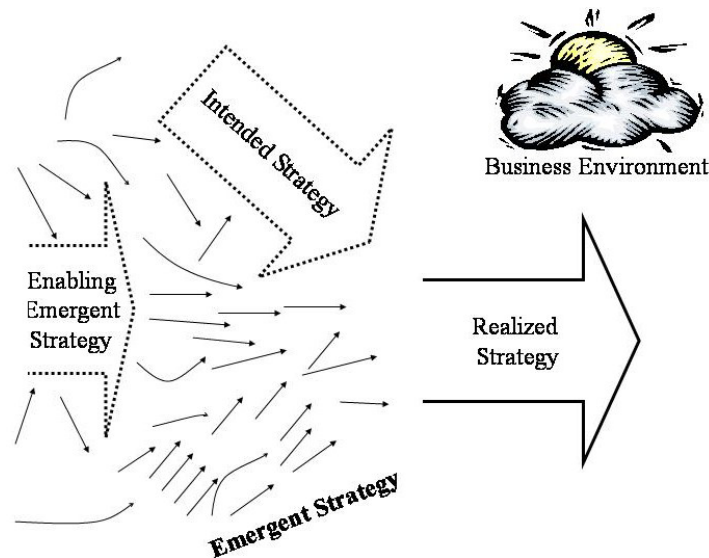 Intended Strategy
Business Environment
Enabling
Emergent
Strategy
Realized
Strategy
Emergent Strategy